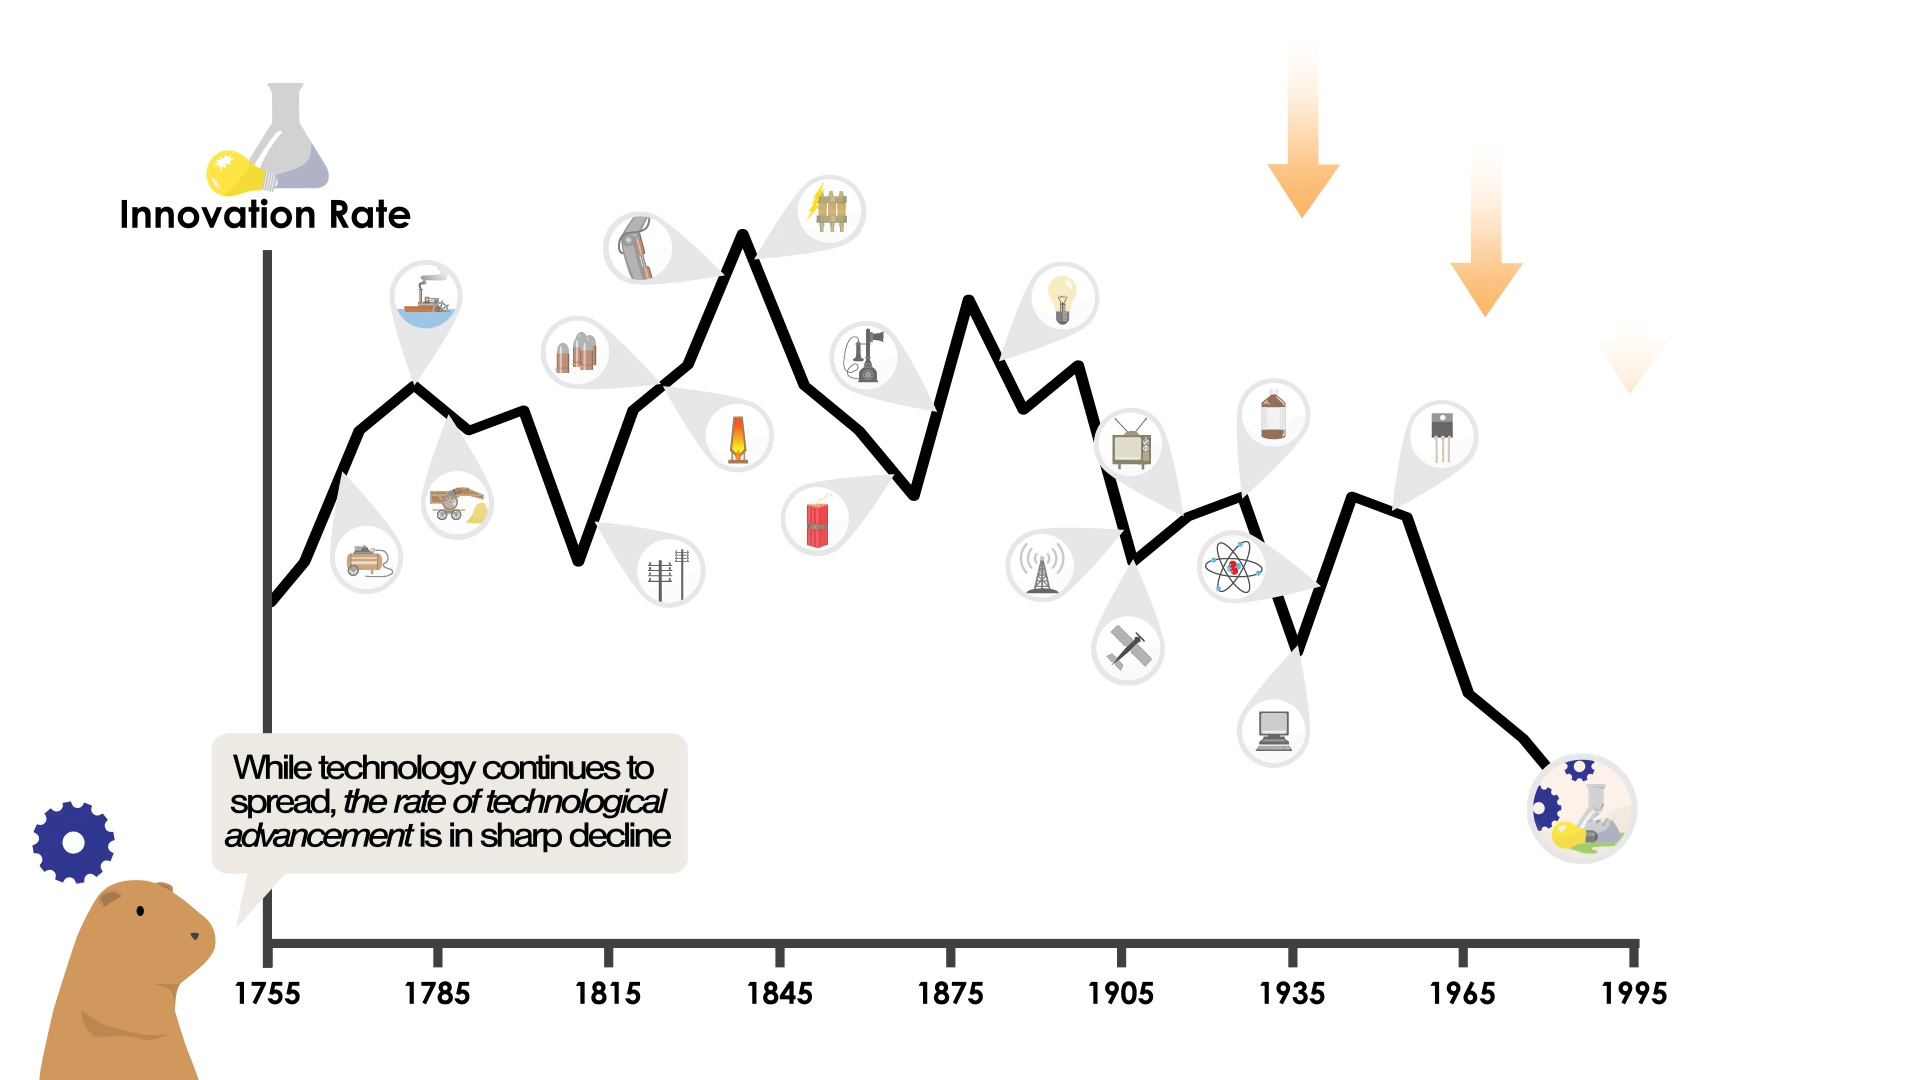 Innovation Rate
While technology continues to
spread, the rate of technological
advancement is in sharp decline
1755 1785 1815 1845 1875 1905 1935 1965 1995